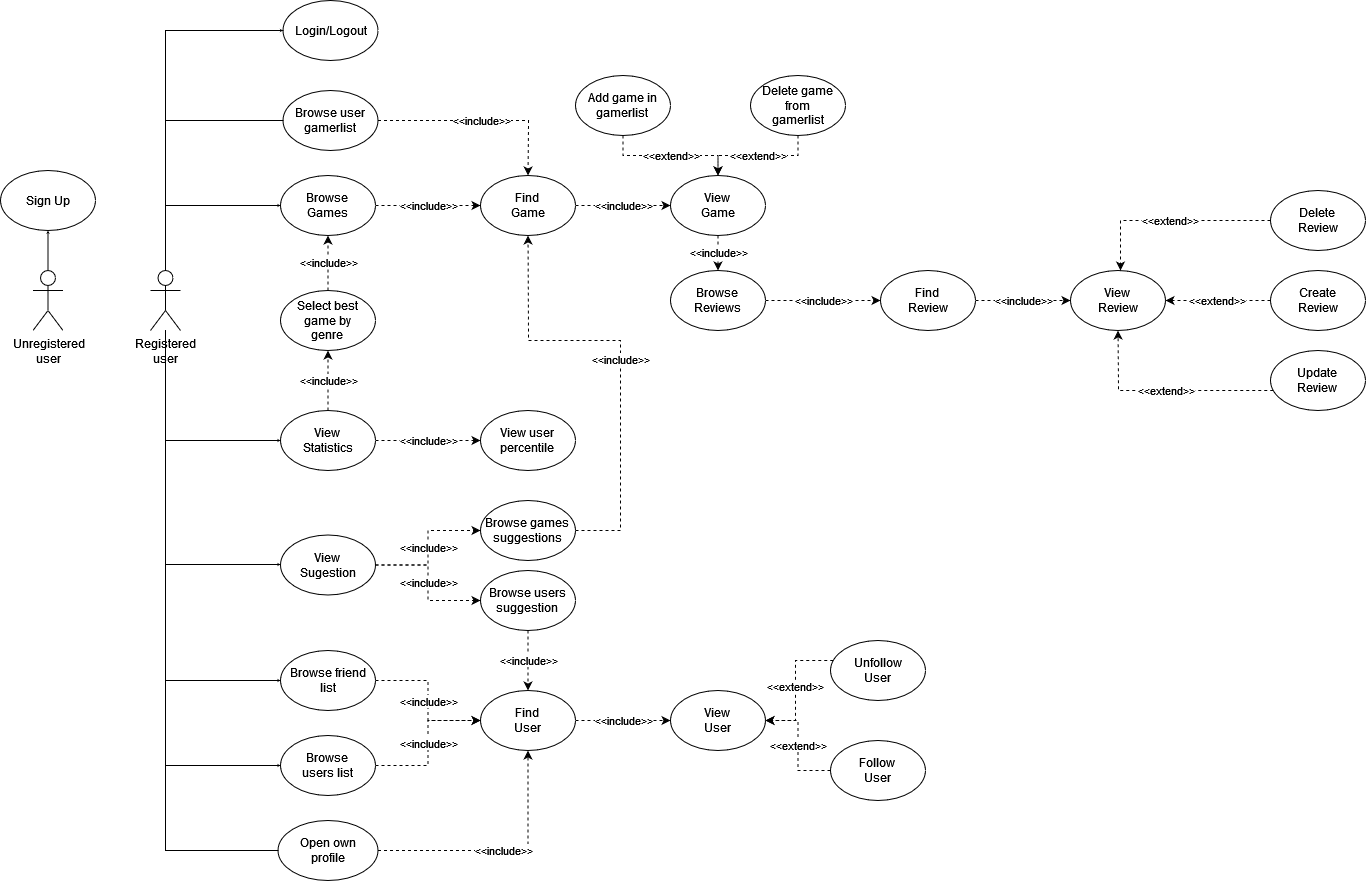 Login/Logout
Browse user
gamerlist
<<include>>
Add game in
gamerlist
Delete game
from
gamerlist
<<extend>>
<<extend>>
Sign Up
Browse
Games
<<include>>
Find
Game
<<include>>
View
Game
<<include>>
<<include>>
Select best
game by
genre
<<include>>
Browse
Reviews
<<include>>
Find
Review
<<include>>
View
Review
<<extend>>
Delete
Review
<<extend>>
Create
Review
<<extend>>
Update
Review
Unregistered
user
Registered
user
<<include>>
View
Statistics
<<include>>
View user
percentile
View
Sugestion
<<include>>
<<include>>
Browse games
suggestions
Browse users
suggestion
<<include>>
Browse friend
list
<<include>>
<<include>>
Browse
users list
Find
User
<<include>>
View
User
<<extend>>
<<extend>>
Unfollow
User
Follow
User
Open own
profile
<<include>>